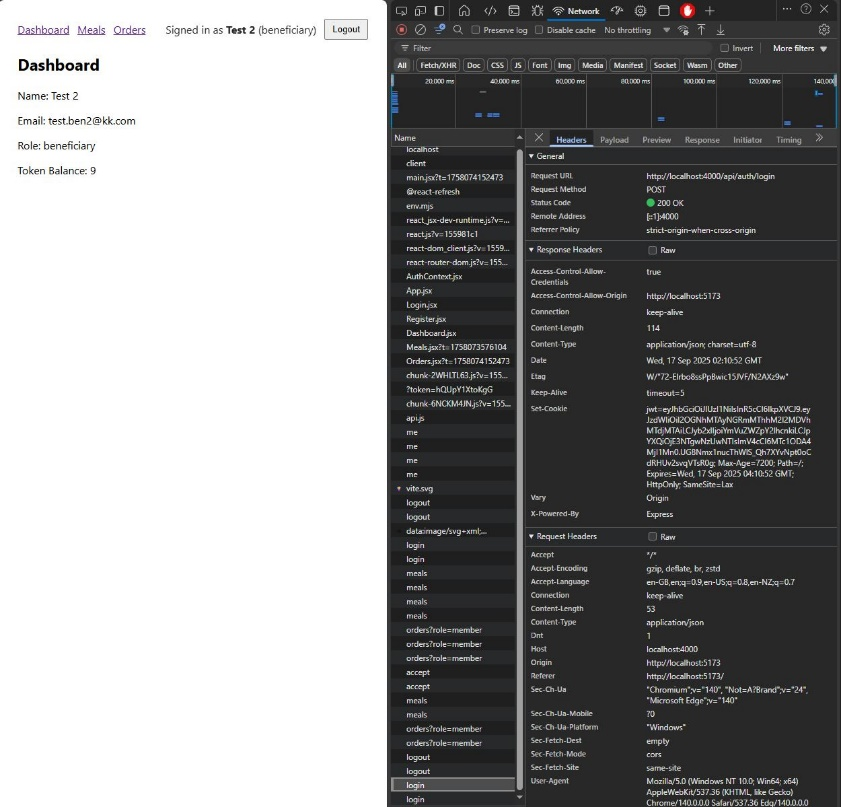 Dashboard Meals Orders Signed in as Test 2 (beneficiary) Logout
Dashboard
Name: Test 2
Email: test.ben2@kk.com
Role: beneficiary
Token Balance: 9
Network
Preserve log Disable cache No throttling
Filter Invert More filters
All Fetch/XHR Doc CSS JS Font Img Media Manifest Socket Wasm Other
20,000 ms 40,000 ms 60,000 ms 80,000 ms 100,000 ms 120,000 ms 140,000
Name
localhost
client
main.jsx?t=1758074152473
@react-refresh
env.mjs
react_jsx-dev-runtime.js?v=...
react.js?v=155981c1
react-dom_client.js?v=1559...
react-router-dom.js?v=155...
AuthContext.jsx
App.jsx
Login.jsx
Register.jsx
Dashboard.jsx
Meals.jsx?t=1758073576104
Orders.jsx?t=1758074152473
chunk-2WHLTL63.js?v=155...
?token=hQUpY1XtoKgG
chunk-6NCKM4JN.js?v=155...
api.js
me
me
me
me
vite.svg
logout
logout
data:image/svg+xml;...
login
login
meals
meals
meals
meals
orders?role=member
orders?role=member
orders?role=member
accept
accept
meals
meals
orders?role=member
orders?role=member
logout
logout
login
login
Headers Payload Preview Response Initiator Timing
General
Request URL http://localhost:4000/api/auth/login
Request Method POST
Status Code 200 OK
Remote Address [::1]:4000
Referrer Policy strict-origin-when-cross-origin
Response Headers Raw
Access-Control-Allow-Credentials true
Access-Control-Allow-Origin http://localhost:5173
Connection keep-alive
Content-Length 114
Content-Type application/json; charset=utf-8
Date Wed, 17 Sep 2025 02:10:52 GMT
Etag
Keep-Alive timeout=5
Set-Cookie
Max-Age=7200; Path=/;
Expires=Wed, 17 Sep 2025 04:10:52 GMT;
HttpOnly; SameSite=Lax
Vary Origin
X-Powered-By Express
Request Headers Raw
Accept */*
Accept-Encoding gzip, deflate, br, zstd
Accept-Language en-GB,en;q=0.9,en-US;q=0.8,en-NZ;q=0.7
Connection keep-alive
Content-Length 53
Content-Type application/json
Dnt 1
Host localhost:4000
Origin http://localhost:5173
Referer http://localhost:5173/
Sec-Ch-Ua "Chromium";v="140", "Not=A?Brand";v="24",
"Microsoft Edge";v="140"
Sec-Ch-Ua-Mobile ?0
Sec-Ch-Ua-Platform "Windows"
Sec-Fetch-Dest empty
Sec-Fetch-Mode cors
Sec-Fetch-Site same-site
User-Agent Mozilla/5.0 (Windows NT 10.0; Win64; x64)
AppleWebKit/537.36 (KHTML, like Gecko)
Chrome/140.0.0.0 Safari/537.36 Edg/140.0.0.0